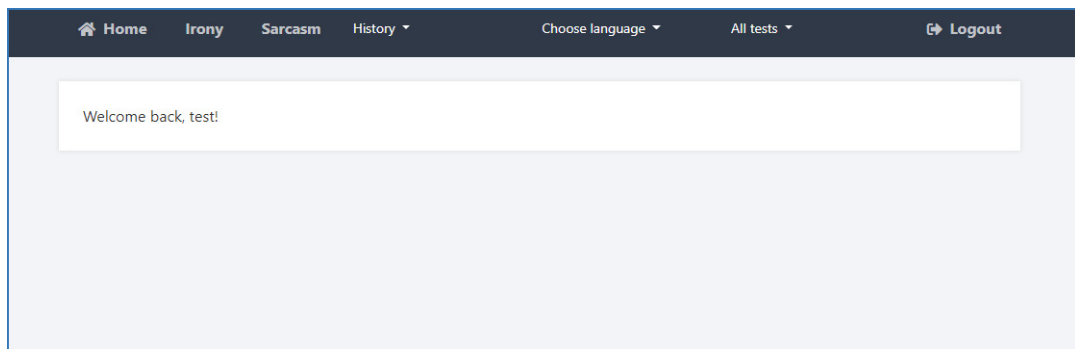 Home Irony Sarcasm History Choose language All tests Logout
Welcome back, test!